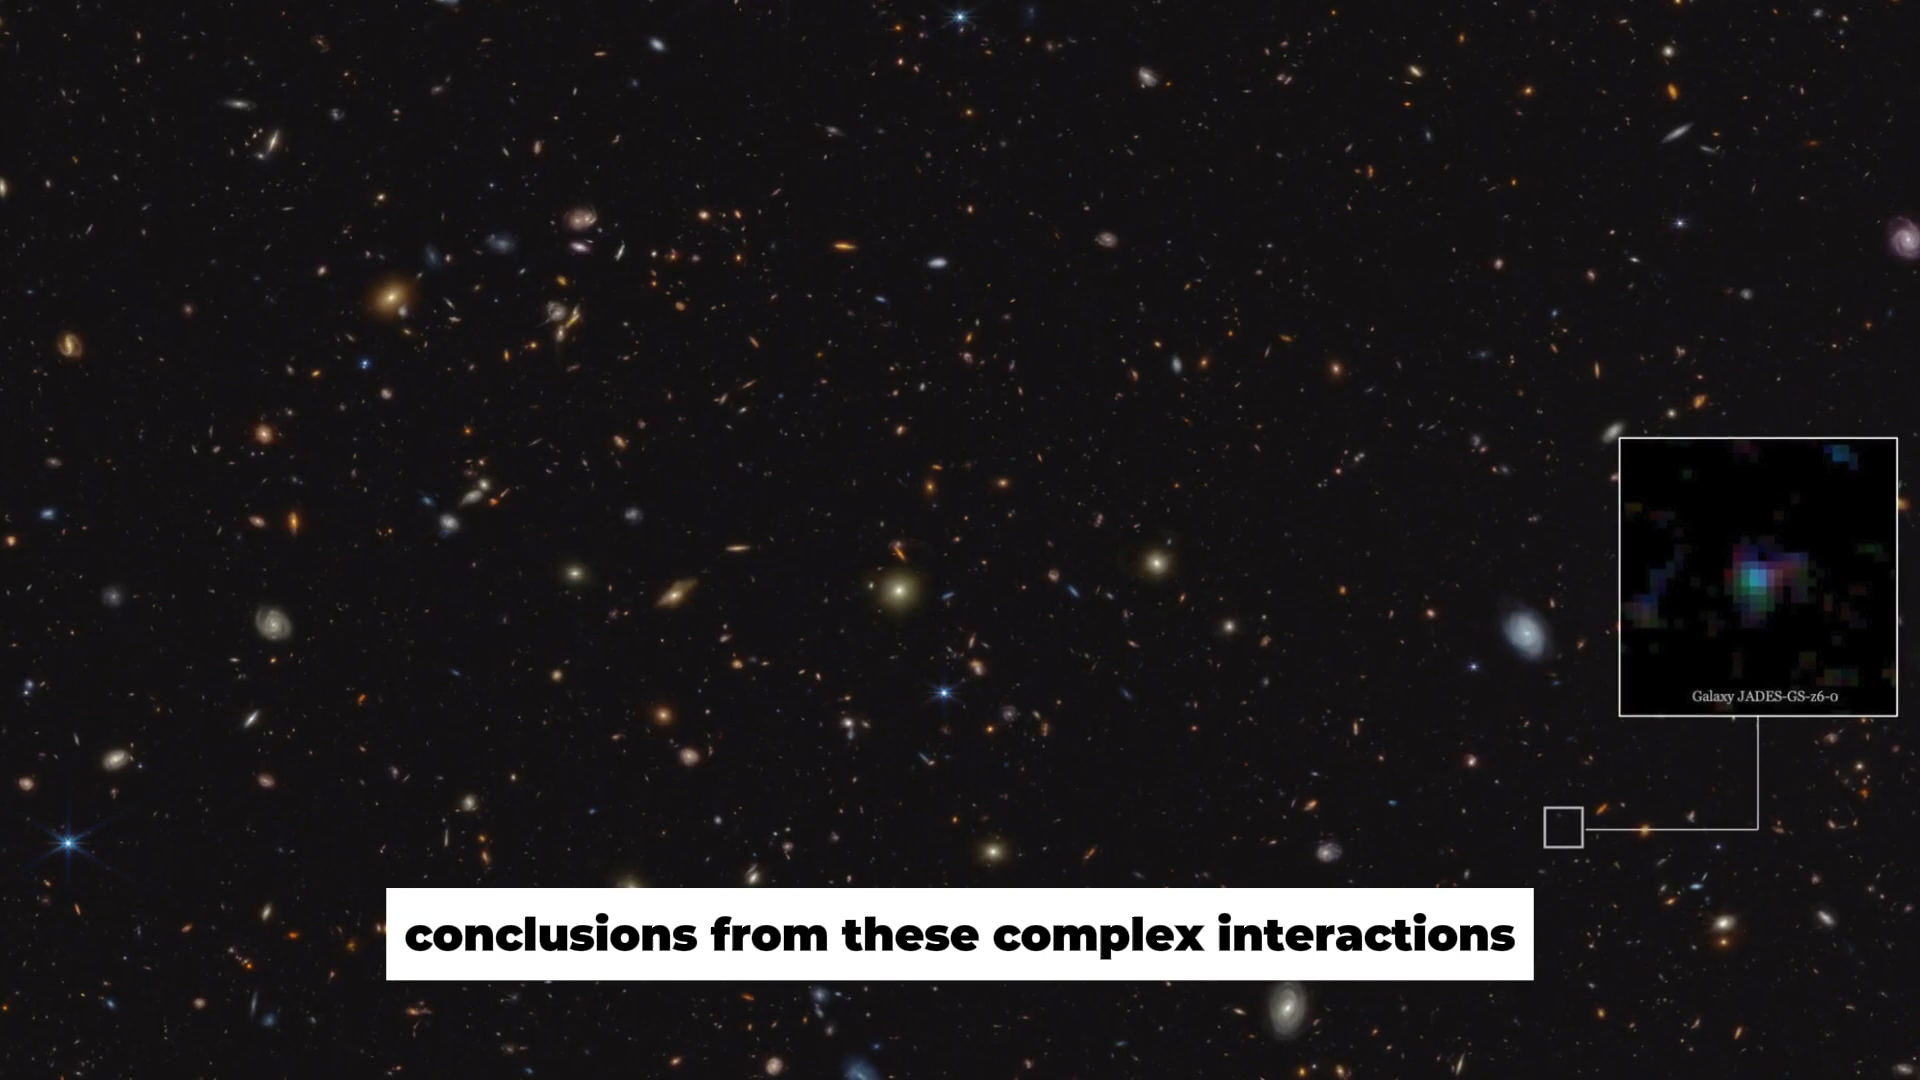 Galaxy JADES-GS-z6-0
conclusions from these complex interactions